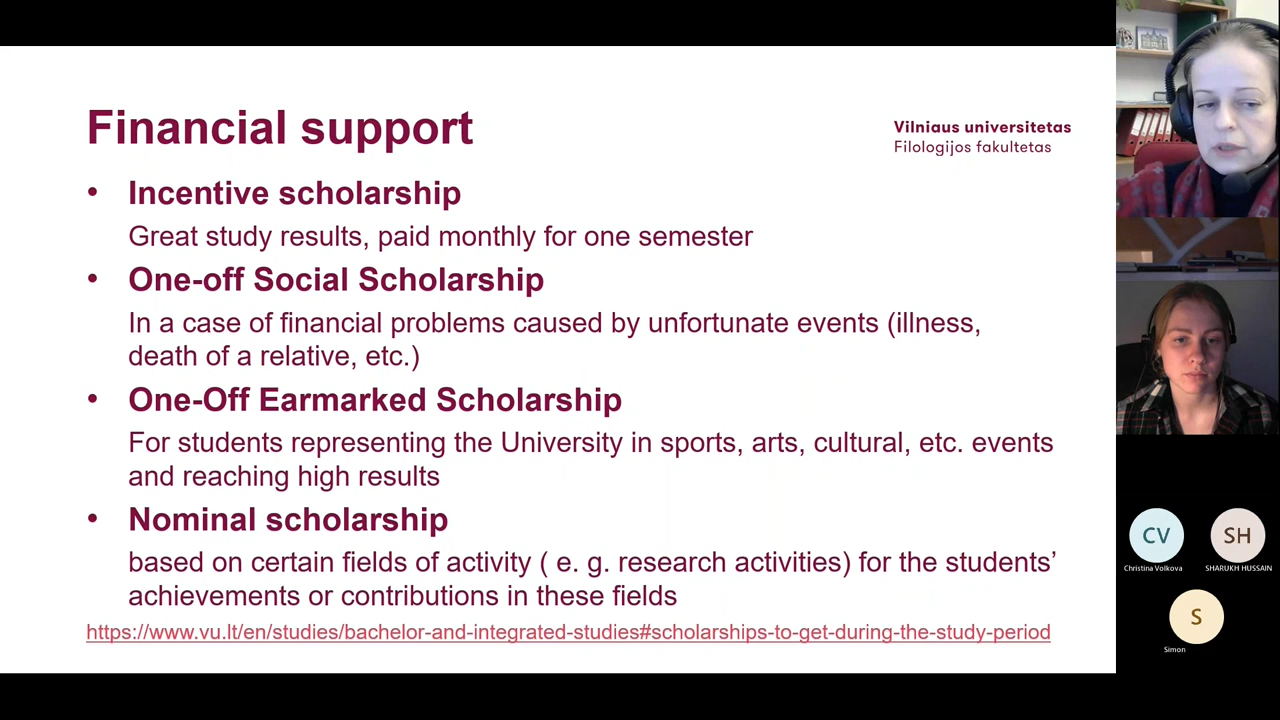 Financial support
Vilniaus universitetas
Filologijos fakultetas
• Incentive scholarship
Great study results, paid monthly for one semester
• One-off Social Scholarship
In a case of financial problems caused by unfortunate events (illness,
death of a relative, etc.)
• One-Off Earmarked Scholarship
For students representing the University in sports, arts, cultural, etc. events
and reaching high results
• Nominal scholarship
based on certain fields of activity ( e. g. research activities) for the students’
achievements or contributions in these fields
https://www.vu.lt/en/studies/bachelor-and-integrated-studies#scholarships-to-get-during-the-study-period
CV
Christina Volkova
SH
SHARUKH HUSSAIN
S
Simon